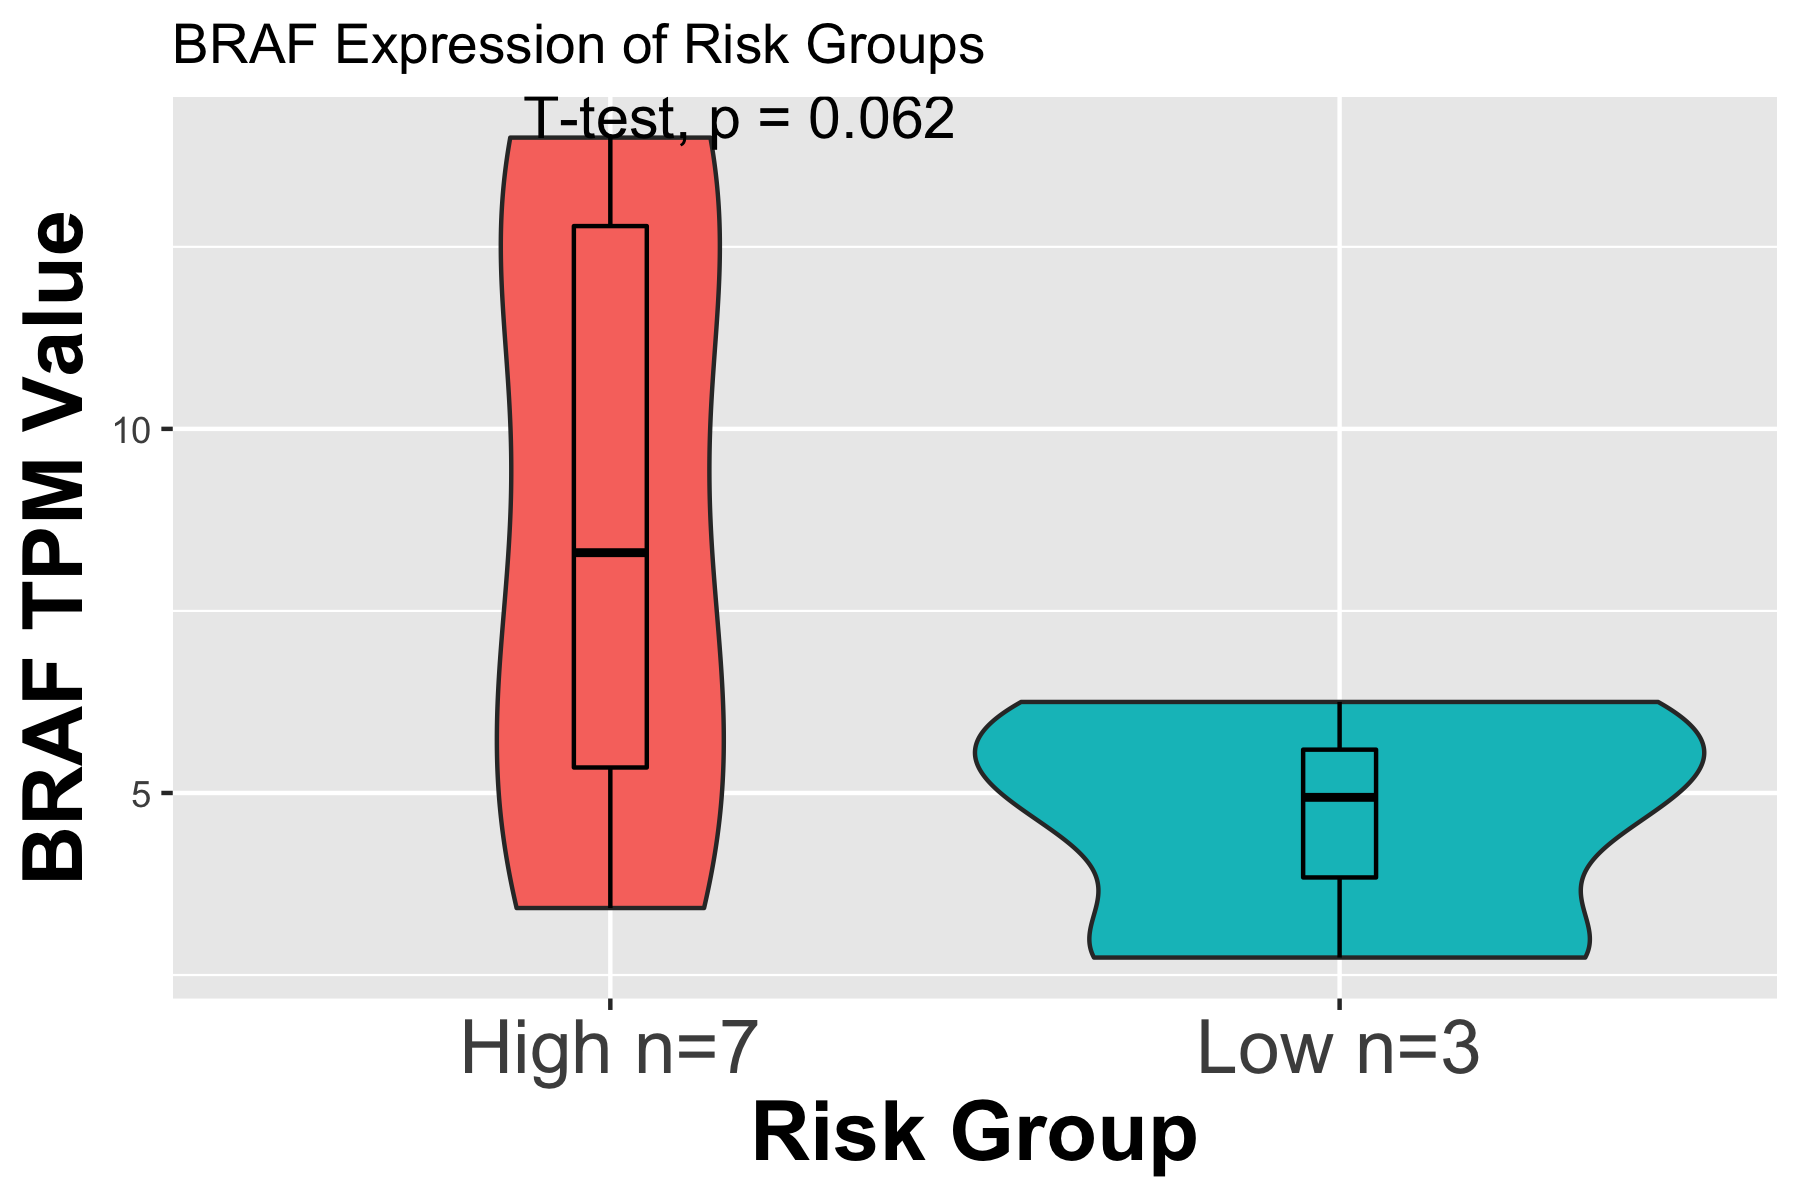 BRAF Expression of Risk Groups
T-test, p = 0.062
BRAF TPM Value
10
5
High n=7
Low n=3
Risk Group